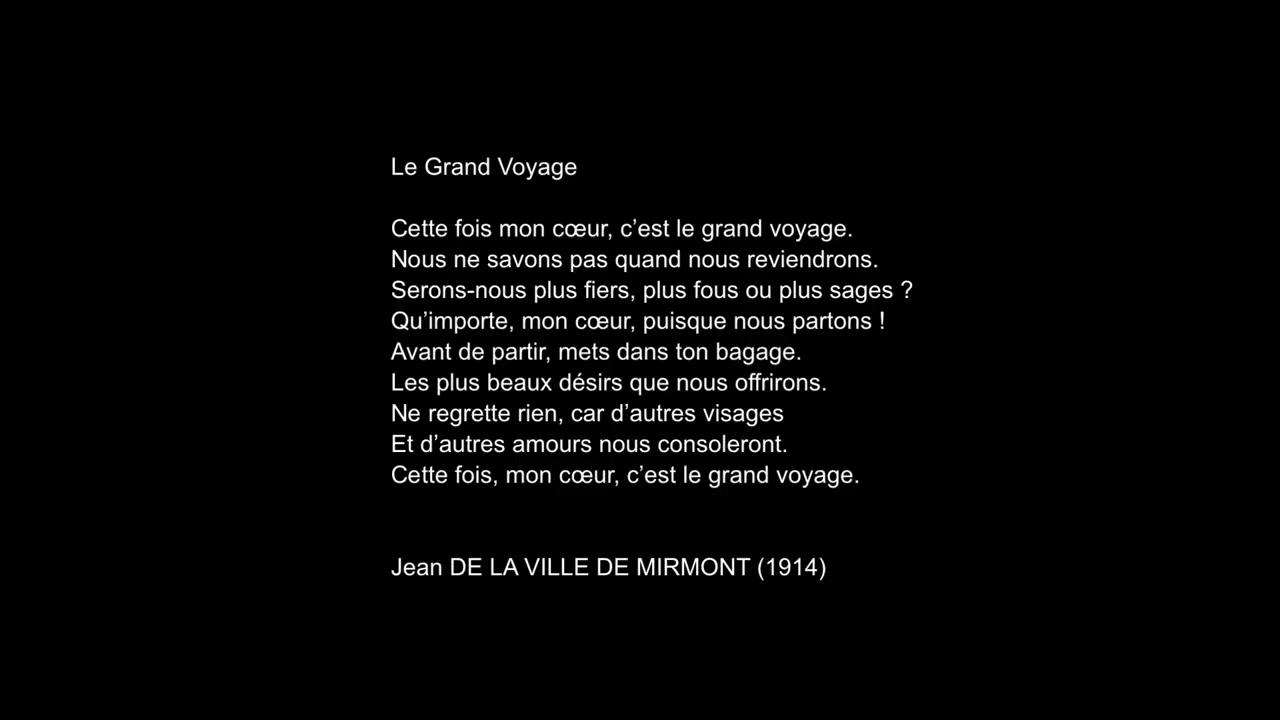 Le Grand Voyage
Cette fois mon cœur, c’est le grand voyage.
Nous ne savons pas quand nous reviendrons.
Serons-nous plus fiers, plus fous ou plus sages ?
Qu’importe, mon cœur, puisque nous partons !
Avant de partir, mets dans ton bagage.
Les plus beaux désirs que nous offrirons.
Ne regrette rien, car d’autres visages
Et d’autres amours nous consoleront.
Cette fois, mon cœur, c’est le grand voyage.
Jean DE LA VILLE DE MIRMONT (1914)